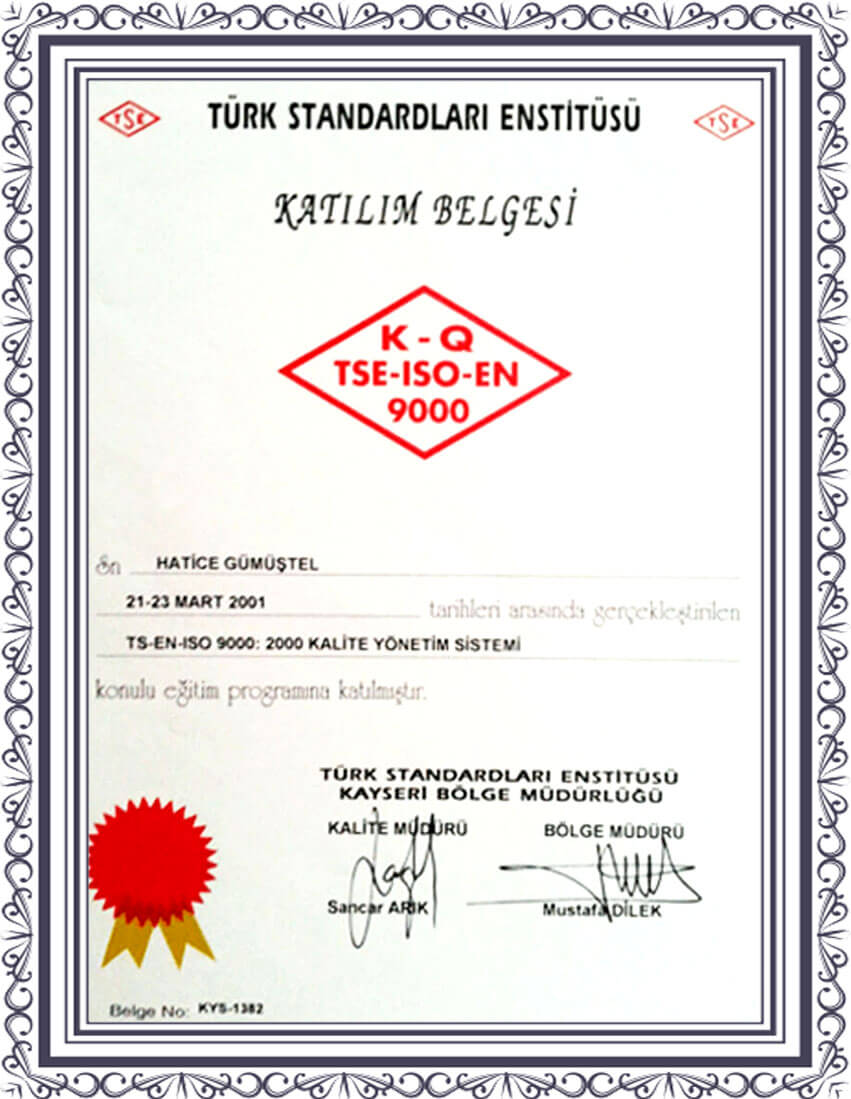 TSE TÜRK STANDARDLARI ENSTİTÜSÜ TSE
KATILIM BELGESİ
K - Q
TSE-ISO-EN
9000
Sn HATİCE GÜMÜŞTEL
21-23 MART 2001 tarihleri arasında gerçekleştirilen
TS-EN-ISO 9000: 2000 KALİTE YÖNETİM SİSTEMİ
konulu eğitim programına katılmıştır.
TÜRK STANDARDLARI ENSTİTÜSÜ
KAYSERİ BÖLGE MÜDÜRLÜĞÜ
KALİTE MÜDÜRÜ BÖLGE MÜDÜRÜ
Sancar ARIK Mustafa DİLEK
Belge No: KYS-1382